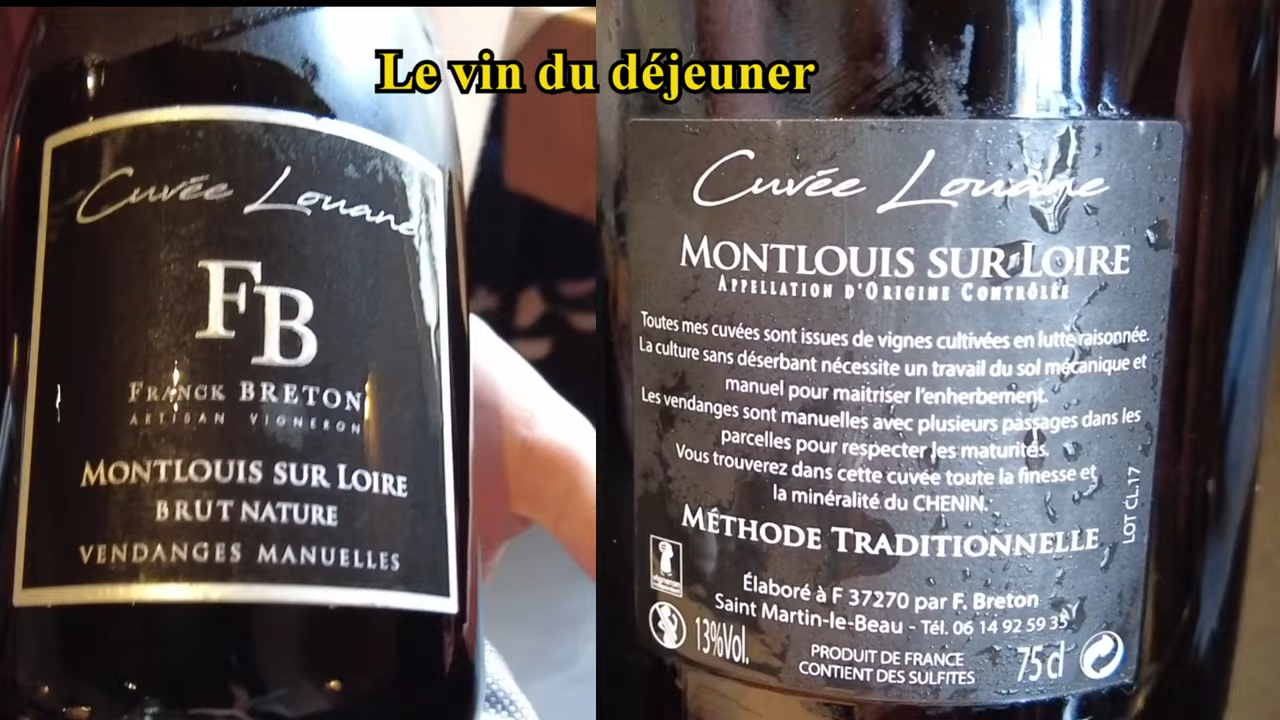 Le vin du déjeuner
Cuvée Louane
FB
FRANCK BRETON
ARTISAN VIGNERON
MONTLOUIS SUR LOIRE
BRUT NATURE
VENDANGES MANUELLES
Cuvée Louane
MONTLOUIS SUR LOIRE
APPELLATION D'ORIGINE CONTRÔLÉE
Toutes mes cuvées sont issues de vignes cultivées en lutte raisonnée.
La culture sans déserbant nécessite un travail du sol mécanique et
manuel pour maitriser l'enherbement.
Les vendanges sont manuelles avec plusieurs passages dans les
parcelles pour respecter les maturités.
Vous trouverez dans cette cuvée toute la finesse et
la minéralité du CHENIN.
MÉTHODE TRADITIONNELLE
LOT CL.17
Élaboré à F 37270 par F. Breton
Saint Martin-le-Beau - Tél. 06 14 92 59 35
13%Vol.
PRODUIT DE FRANCE
CONTIENT DES SULFITES
75cl